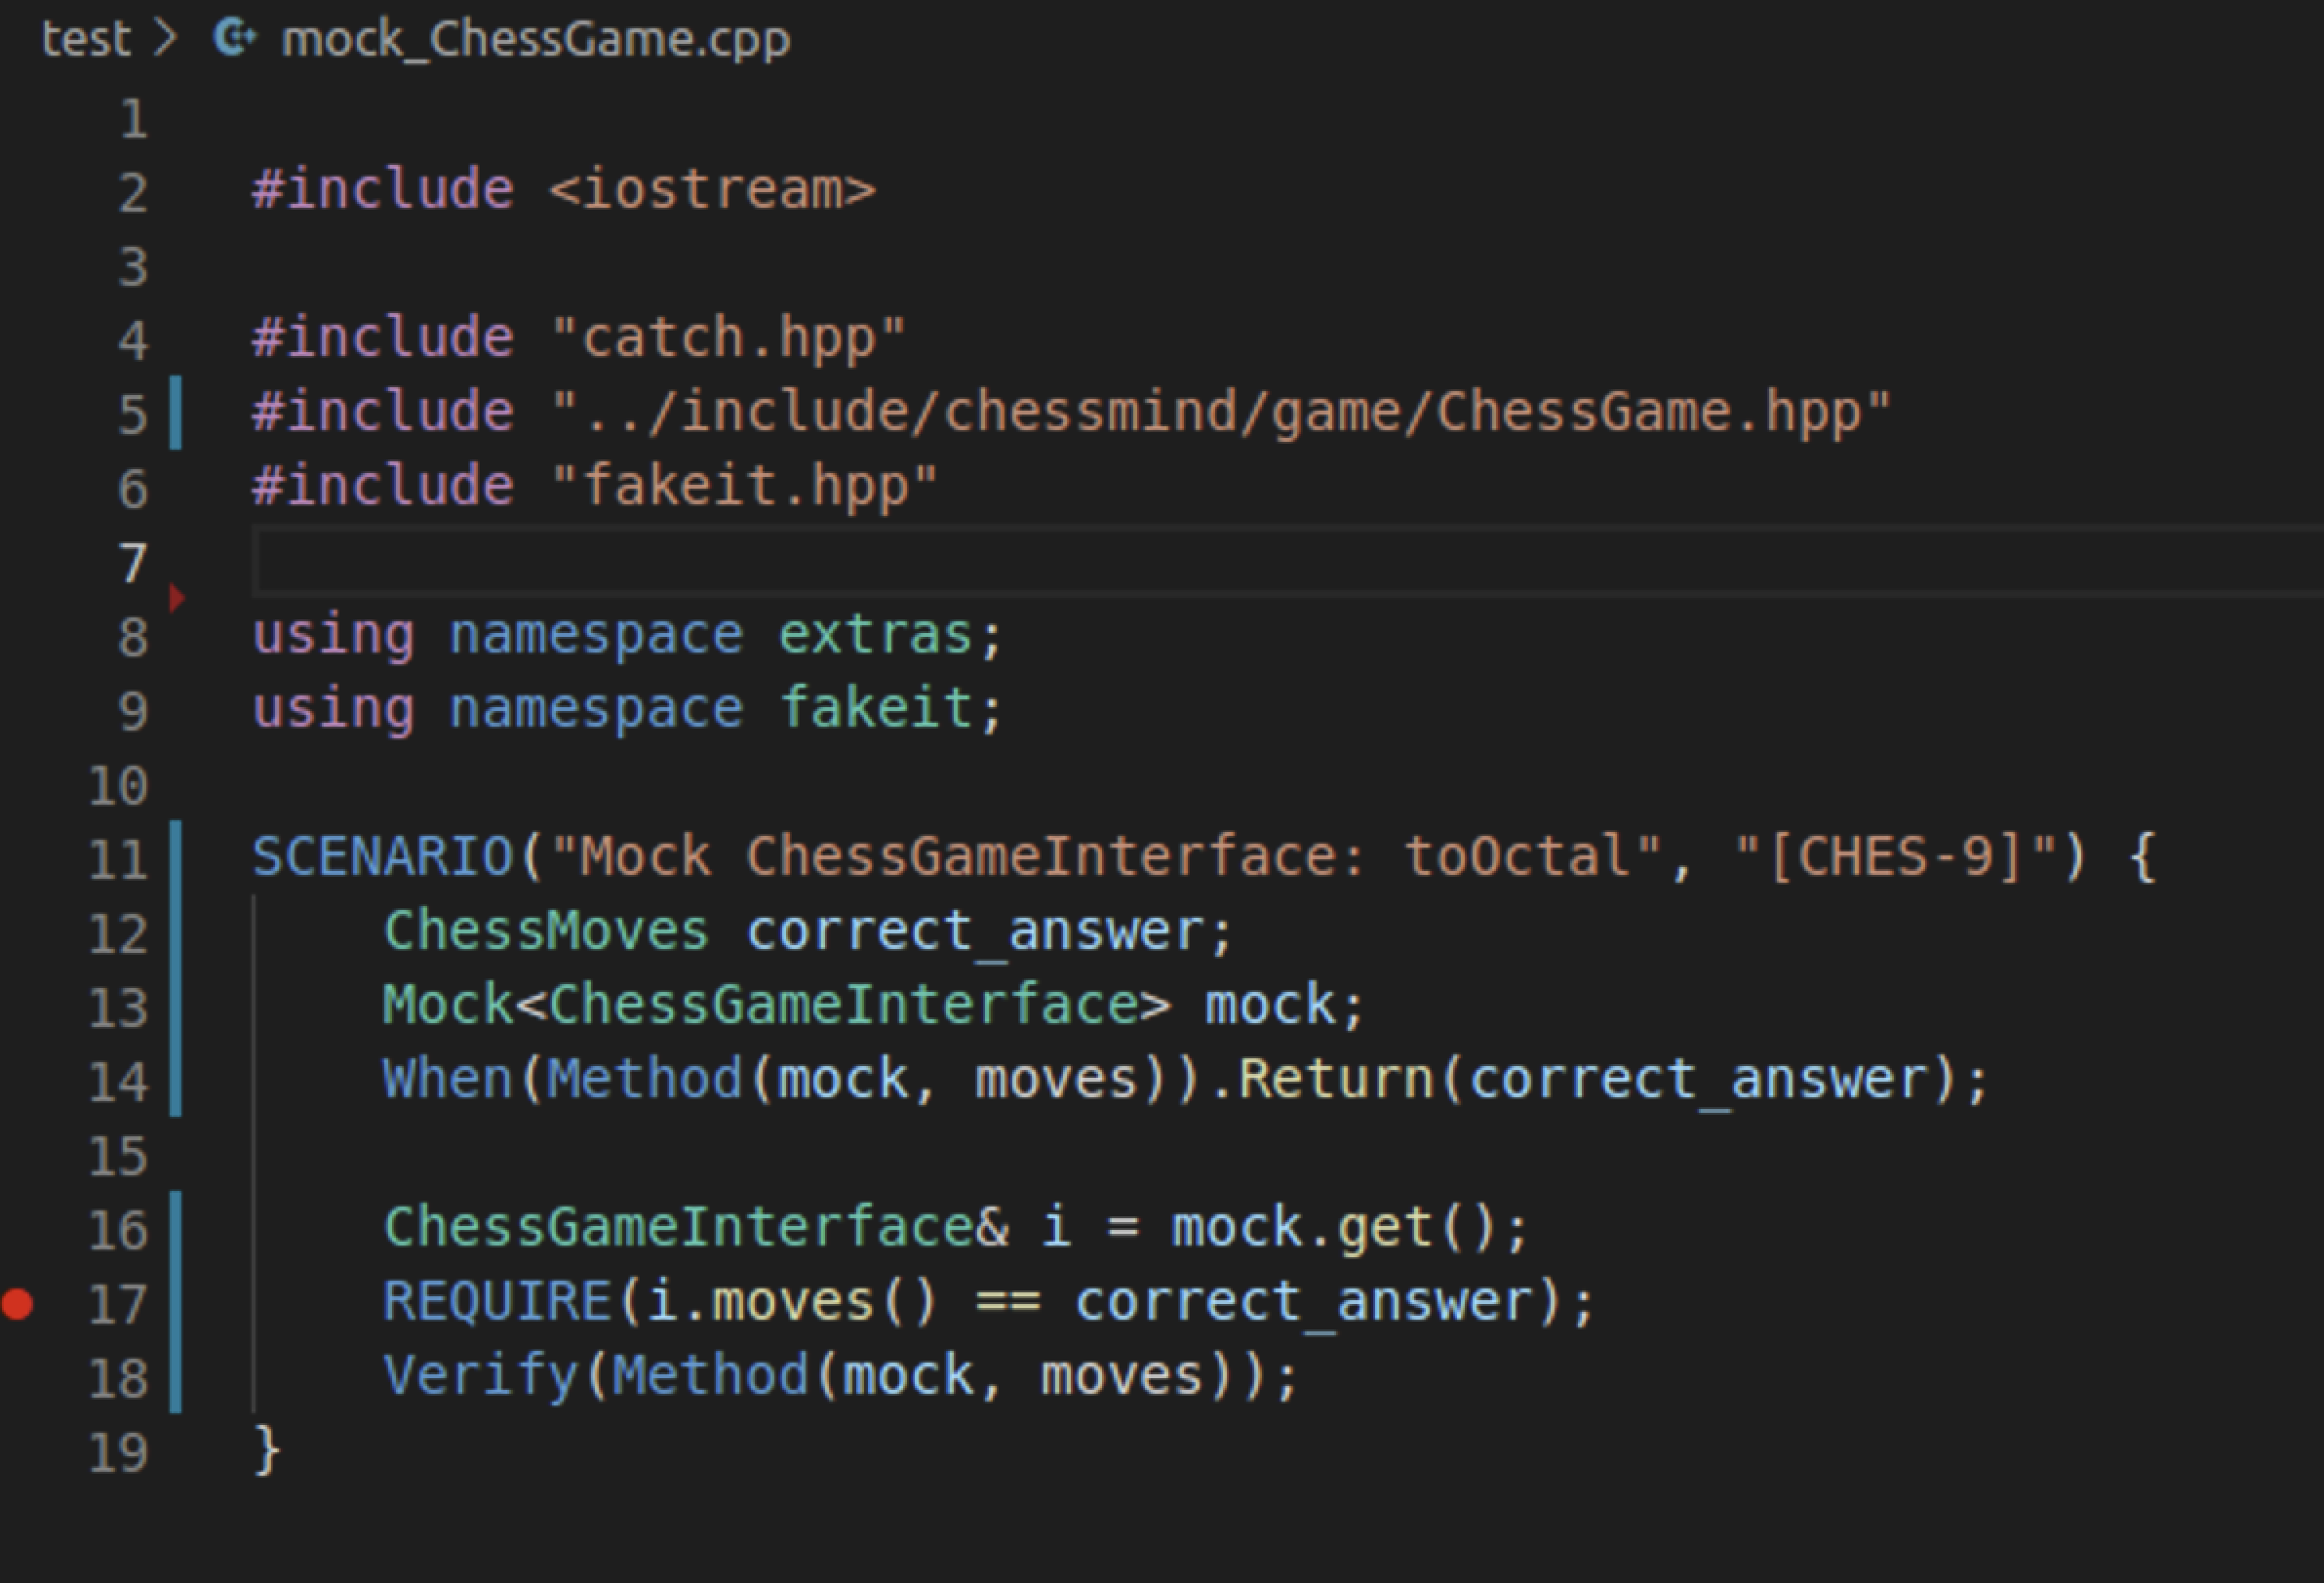 test > mock_ChessGame.cpp
1
2 #include <iostream>
3
4 #include "catch.hpp"
5 #include "../include/chessmind/game/ChessGame.hpp"
6 #include "fakeit.hpp"
7
8 using namespace extras;
9 using namespace fakeit;
10
11 SCENARIO("Mock ChessGameInterface: toOctal", "[CHES-9]") {
12     ChessMoves correct_answer;
13     Mock<ChessGameInterface> mock;
14     When(Method(mock, moves)).Return(correct_answer);
15
16     ChessGameInterface& i = mock.get();
17     REQUIRE(i.moves() == correct_answer);
18     Verify(Method(mock, moves));
19 }